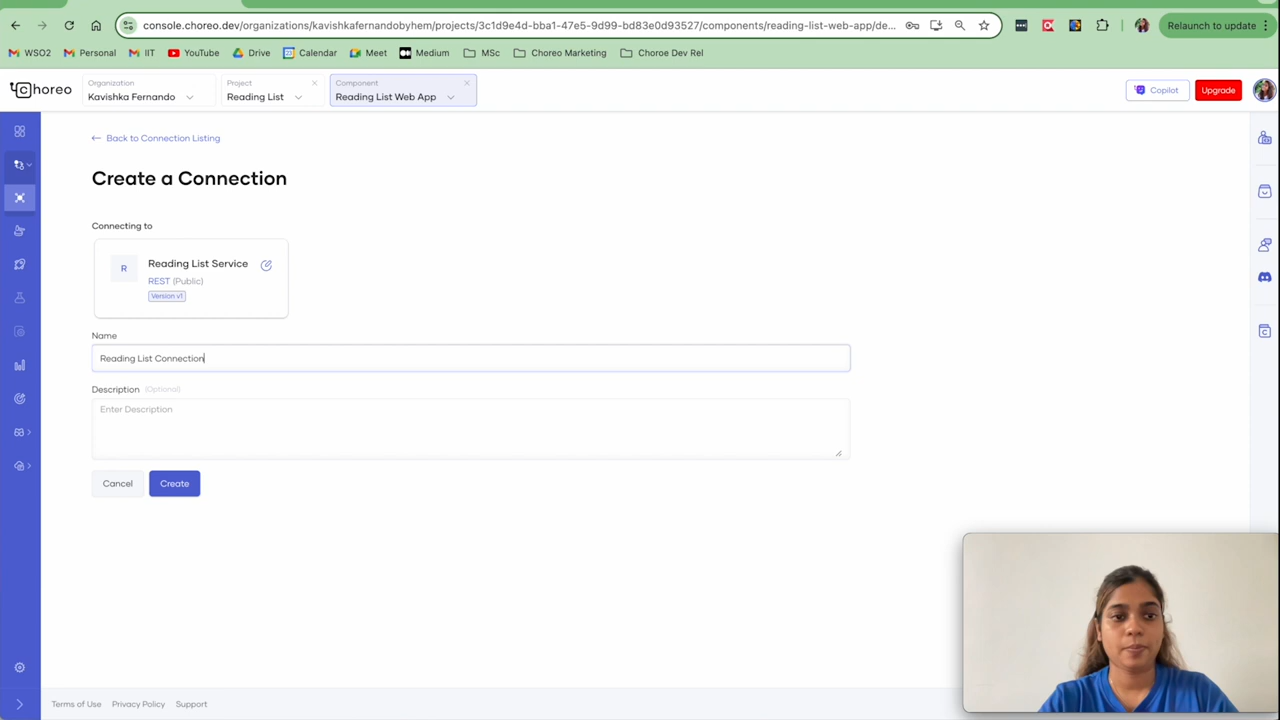 console.choreo.dev/organizations/kavishkafernandobyhem/projects/3c1d9e4d-bba1-47e5-9d99-bd83e0d93527/components/reading-list-web-app/de...
Relaunch to update
WSO2
Personal
IIT
YouTube
Drive
Calendar
Meet
Medium
MSc
Choreo Marketing
Choroe Dev Rel
Choreo
Organization
Kavishka Fernando
Project
Reading List
Component
Reading List Web App
Copilot
Upgrade
← Back to Connection Listing
Create a Connection
Connecting to
R
Reading List Service
REST (Public)
Version v1
Name
Reading List Connection
Description (Optional)
Enter Description
Cancel
Create
Terms of Use
Privacy Policy
Support